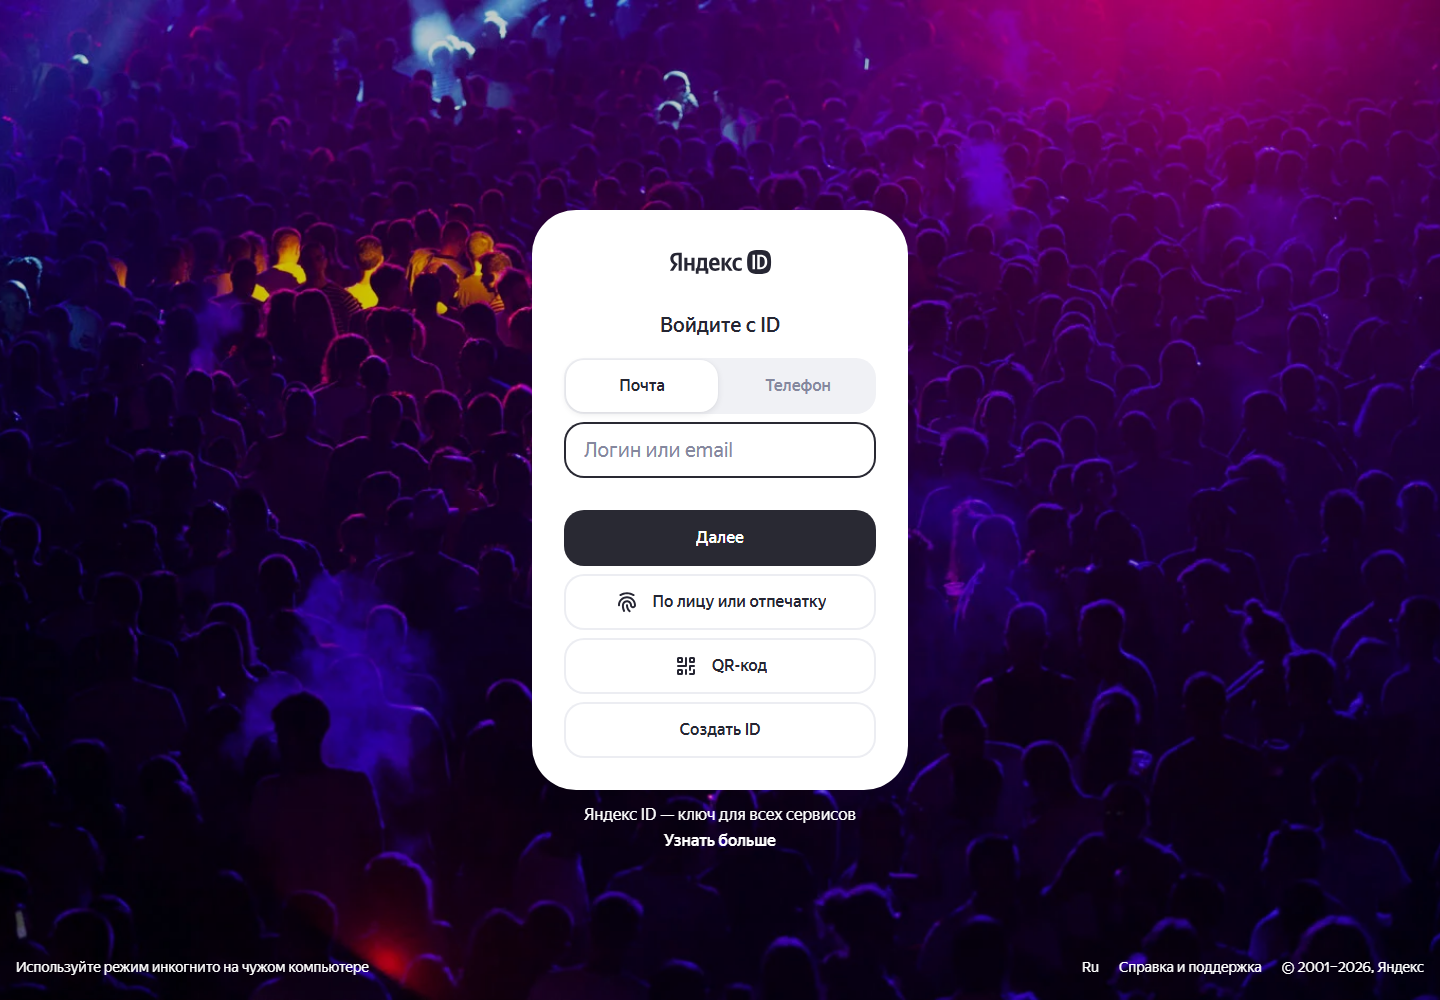 Яндекс ID
Войдите с ID
Почта
Телефон
Логин или email
Далее
По лицу или отпечатку
QR-код
Создать ID
Яндекс ID — ключ для всех сервисов
Узнать больше
Используйте режим инкогнито на чужом компьютере
Ru
Справка и поддержка
© 2001–2026, Яндекс